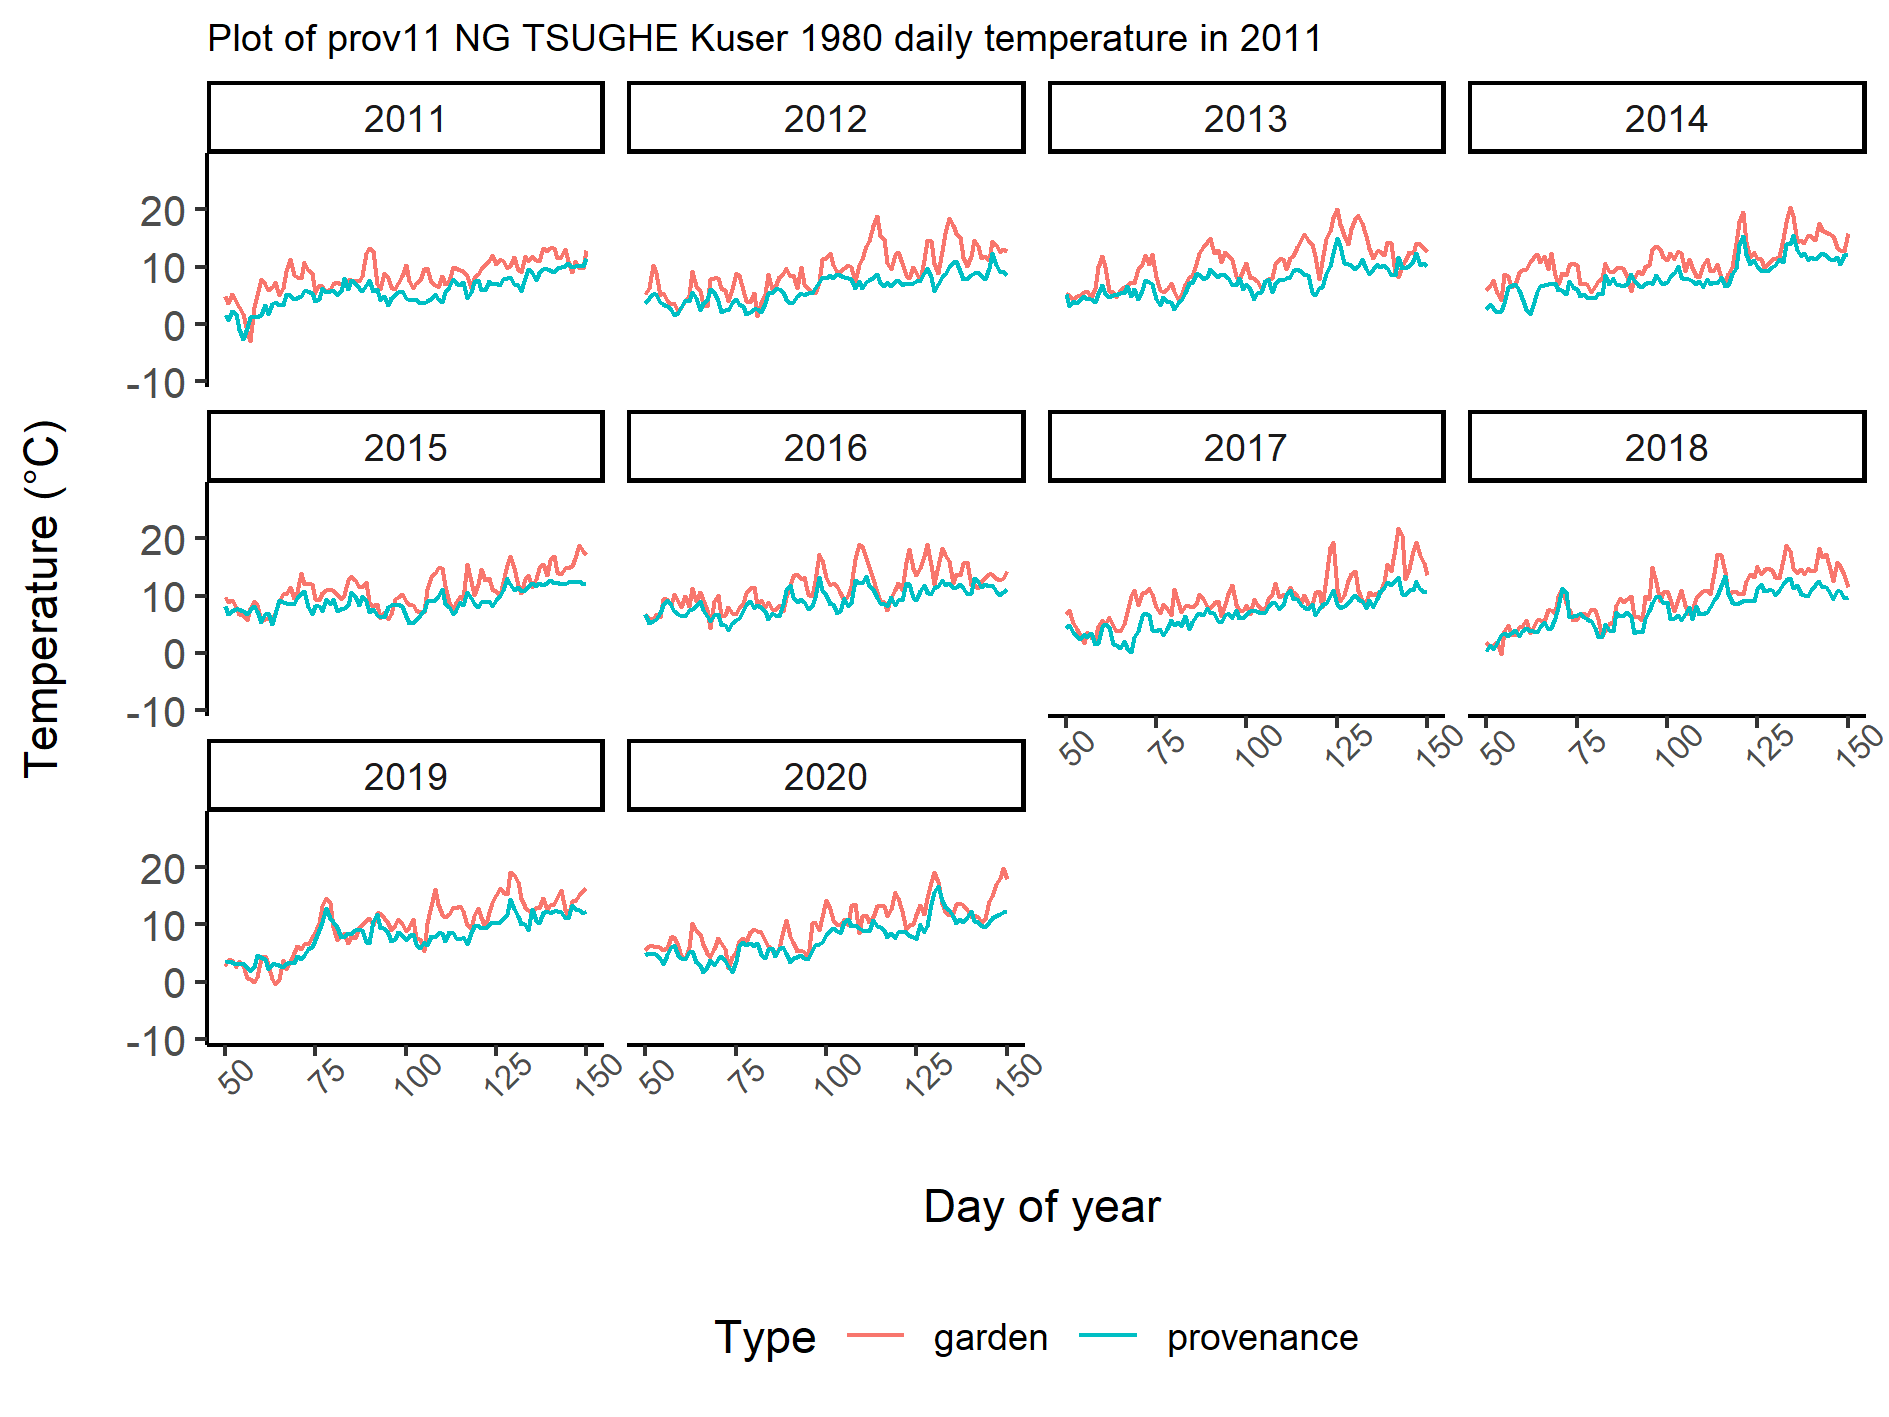 Plot of prov11 NG TSUGHE Kuser 1980 daily temperature in 2011
2011 2012 2013 2014
20
10
0
-10
2015 2016 2017 2018
20
10
0
-10
50 75 100 125 150 50 75 100 125 150
2019 2020
20
10
0
-10
50 75 100 125 150 50 75 100 125 150
Temperature (°C)
Day of year
Type garden provenance